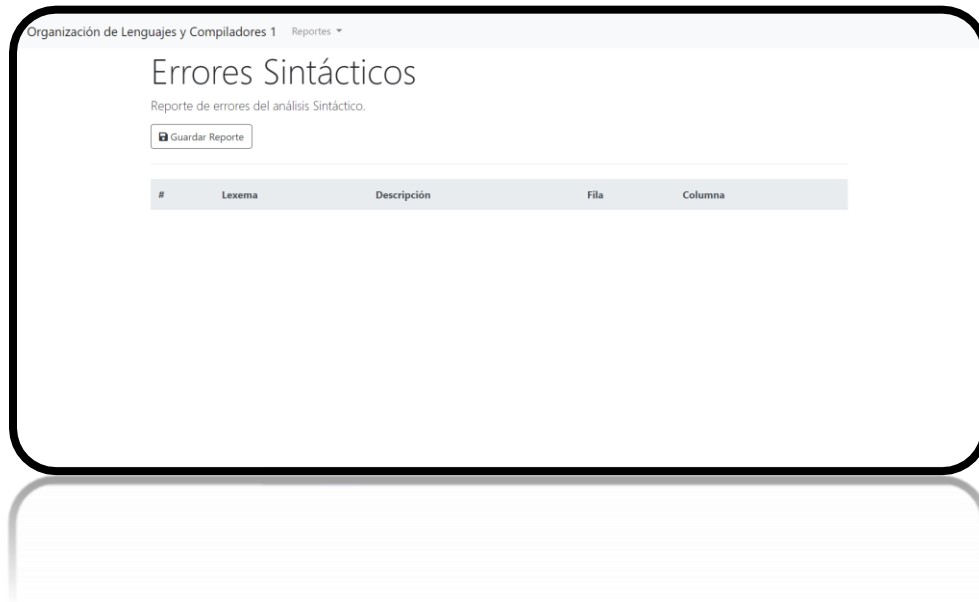 Organización de Lenguajes y Compiladores 1 Reportes
Errores Sintácticos
Reporte de errores del análisis Sintáctico.
Guardar Reporte
# Lexema Descripción Fila Columna